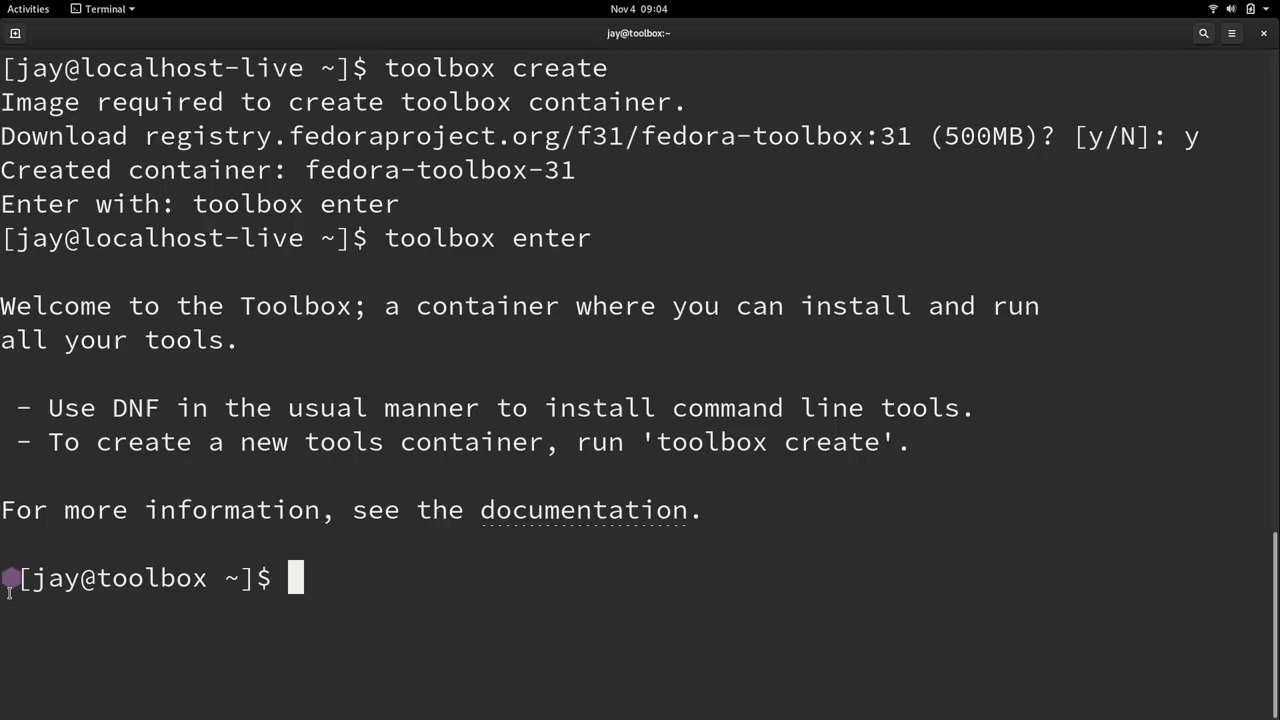 Activities
Terminal
Nov 4 09:04
jay@toolbox:~
[jay@localhost-live ~]$ toolbox create
Image required to create toolbox container.
Download registry.fedoraproject.org/f31/fedora-toolbox:31 (500MB)? [y/N]: y
Created container: fedora-toolbox-31
Enter with: toolbox enter
[jay@localhost-live ~]$ toolbox enter
Welcome to the Toolbox; a container where you can install and run
all your tools.
- Use DNF in the usual manner to install command line tools.
- To create a new tools container, run 'toolbox create'.
For more information, see the documentation.
[jay@toolbox ~]$